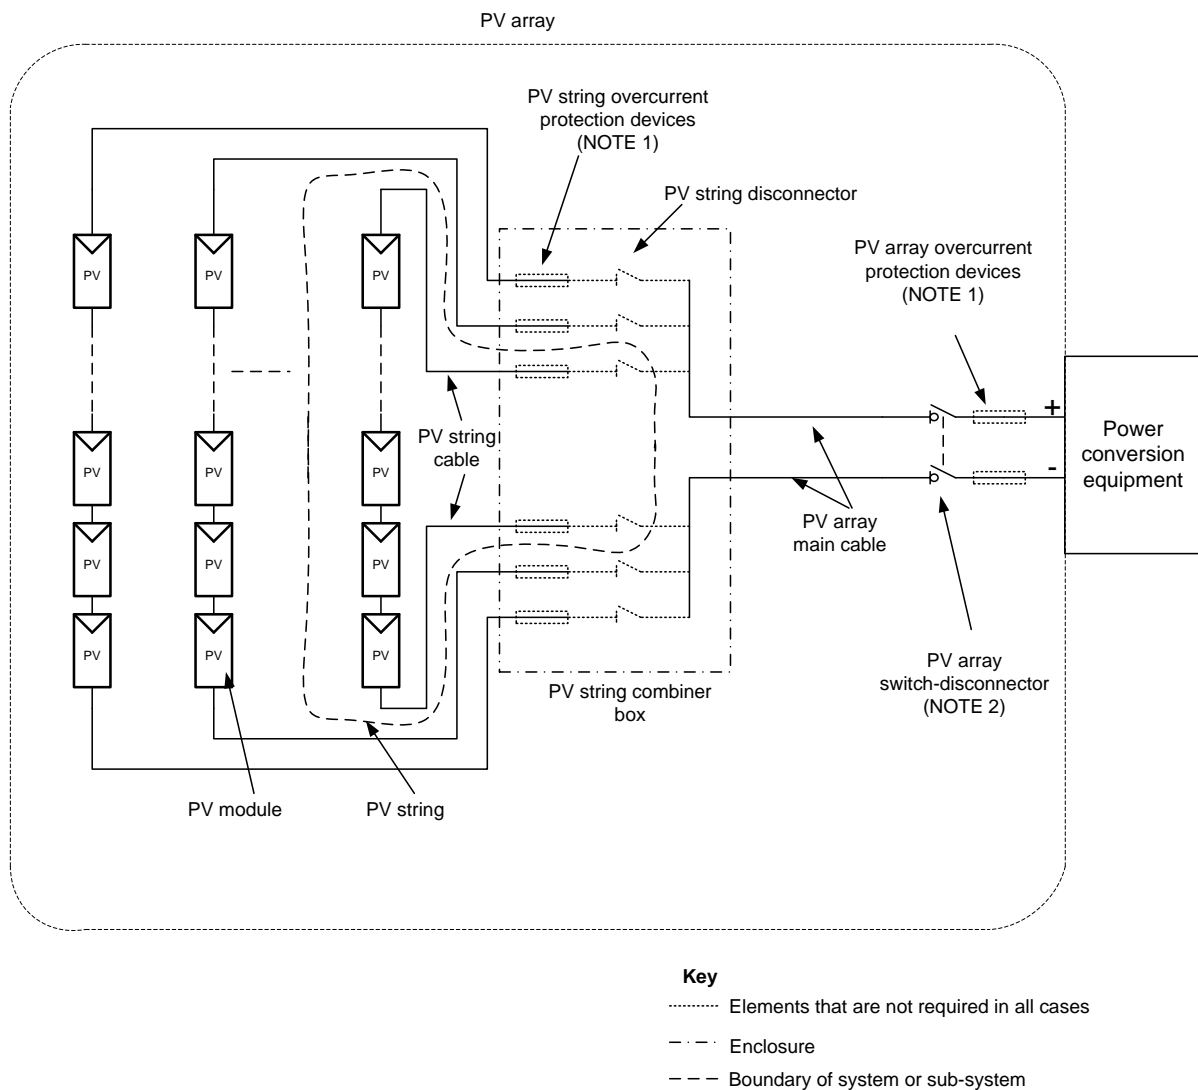 PV array
PV string overcurrent
protection devices
(NOTE 1)
PV string disconnector
PV array overcurrent
protection devices
(NOTE 1)
PV
PV
PV
PV string
cable
+
-
Power
conversion
equipment
PV
PV
PV
PV
PV
PV
PV array
main cable
PV
PV
PV
PV string combiner
box
PV array
switch-disconnector
(NOTE 2)
PV module
PV string
Key
Elements that are not required in all cases
Enclosure
Boundary of system or sub-system